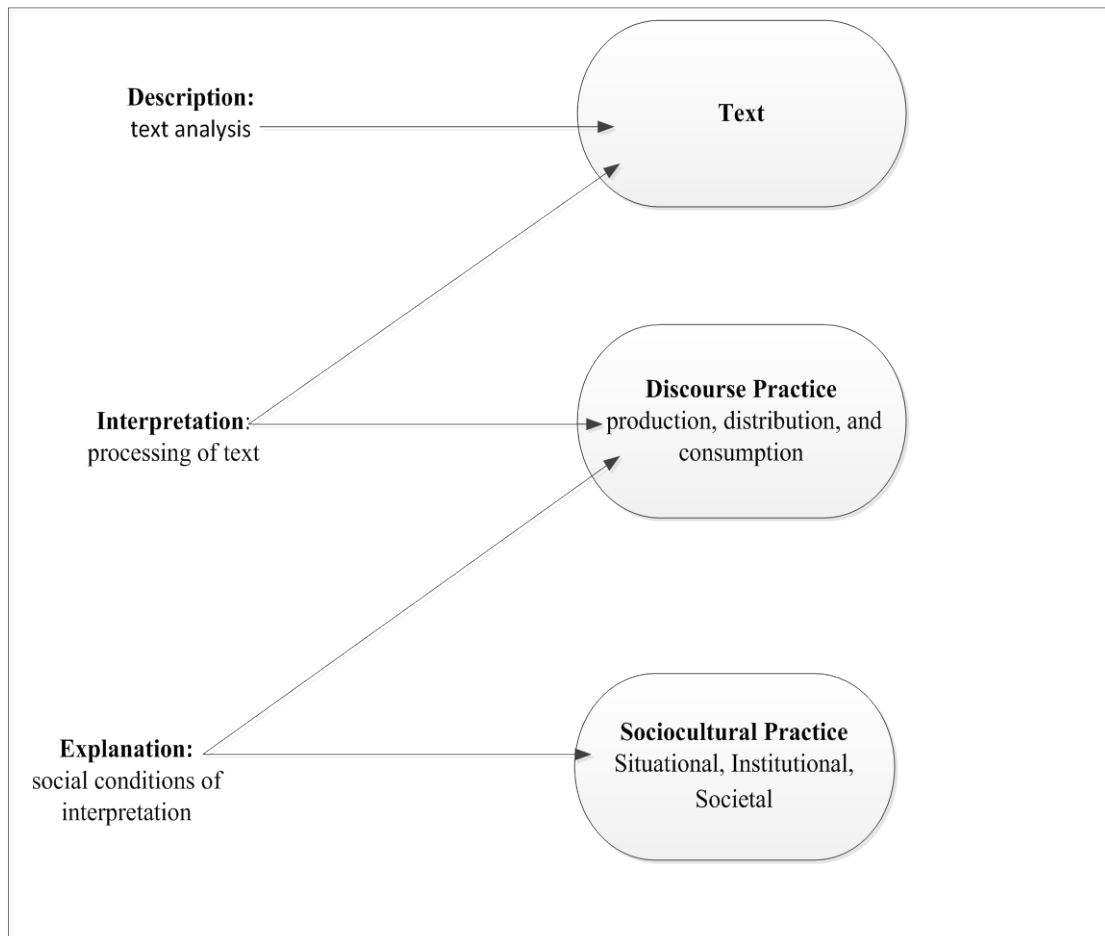 Description:
text analysis
Text
Interpretation:
processing of text
Discourse Practice
production, distribution, and
consumption
Explanation:
social conditions of
interpretation
Sociocultural Practice
Situational, Institutional,
Societal